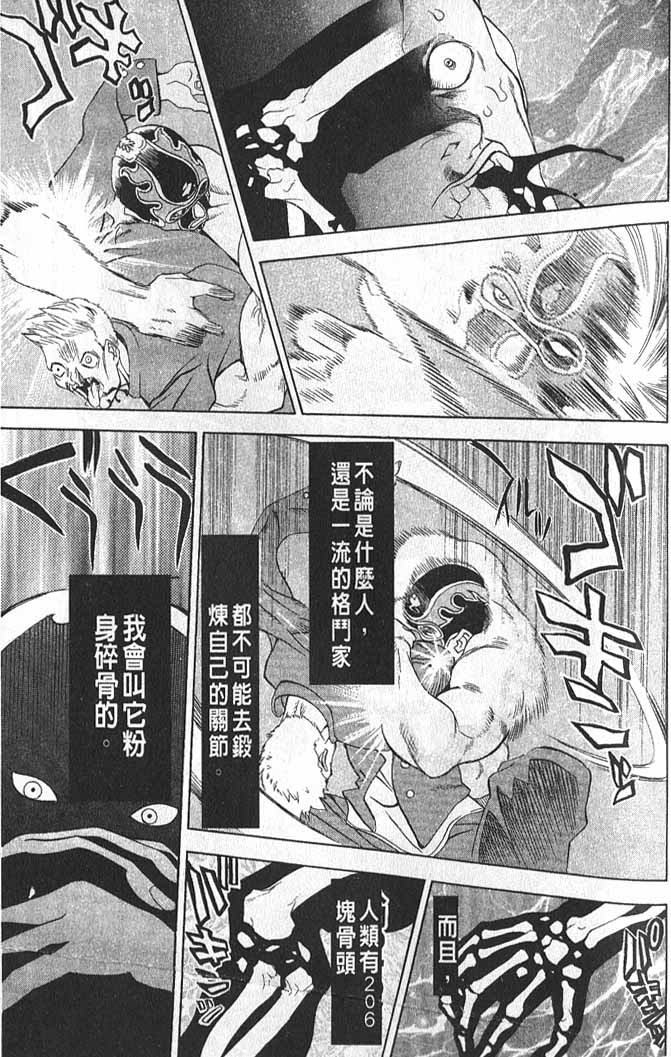 不論是什麼人，
還是一流的格鬥家
都不可能去鍛
煉自己的關節。
我會叫它粉
身碎骨的。
而且，
人類有206
塊骨頭